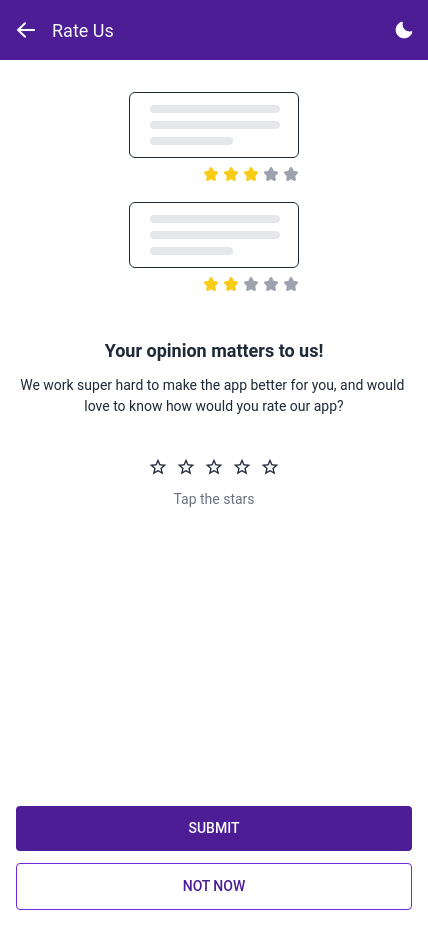 Rate Us
Your opinion matters to us!
We work super hard to make the app better for you, and would
love to know how would you rate our app?
Tap the stars
SUBMIT
NOT NOW